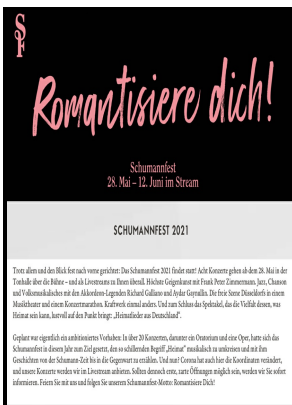 SF
Romantisiere dich!
Schumannfest
28. Mai – 12. Juni im Stream
SCHUMANNFEST 2021
Trotz allem und den Blick fest nach vorne gerichtet: Das Schumannfest 2021 findet statt! Acht Konzerte gehen ab dem 28. Mai in der
Tonhalle über die Bühne – und als Livestreams zu Ihnen überall. Höchste Geigenkunst mit Frank Peter Zimmermann, Jazz, Chanson
und Volksmusikalisches mit den Akkordeon-Legenden Richard Galliano und Aydar Gaynullin. Die freie Szene Düsseldorfs in einem
Musiktheater und einem Konzertmarathon. Kraftwerk einmal anders. Und zum Schluss das Spektakel, das die Vielfalt dessen, was
Heimat sein kann, lustvoll auf den Punkt bringt: „Heimatlieder aus Deutschland“.
Geplant war eigentlich ein ambitioniertes Vorhaben: In über 20 Konzerten, darunter ein Oratorium und eine Oper, hatte sich das
Schumannfest in diesem Jahr zum Ziel gesetzt, den so schillernden Begriff „Heimat“ musikalisch zu umkreisen und mit ihm
Geschichten von der Schumann-Zeit bis in die Gegenwart zu erzählen. Und nun? Corona hat auch hier die Koordinaten verändert,
und unsere Konzerte werden wir im Livestream anbieten. Sollten dennoch erste, zarte Öffnungen möglich sein, werden wir Sie sofort
informieren. Feiern Sie mit uns und folgen Sie unserem Schumannfest-Motto: Romantisiere Dich!